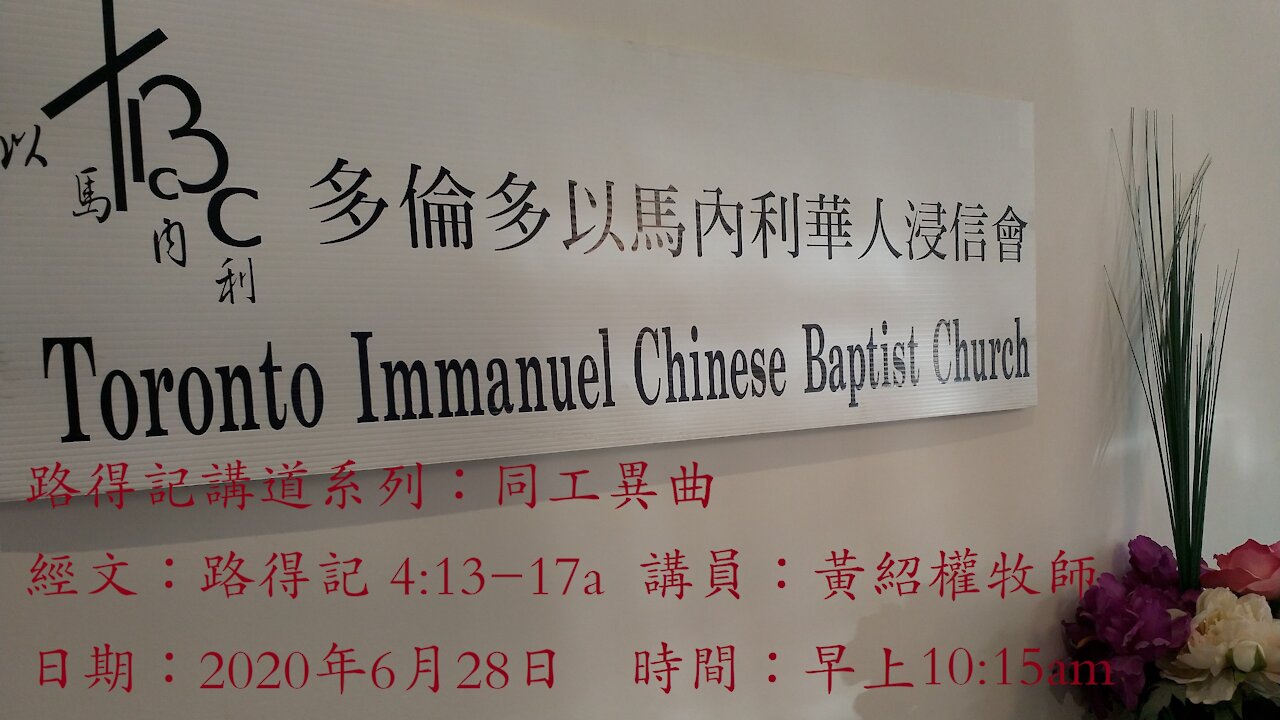 TIBCC
以馬內利
多倫多以馬內利華人浸信會
Toronto Immanuel Chinese Baptist Church
路得記講道系列：同工異曲
經文：路得記 4:13-17a 講員：黃紹權牧師
日期：2020年6月28日 時間：早上10:15am